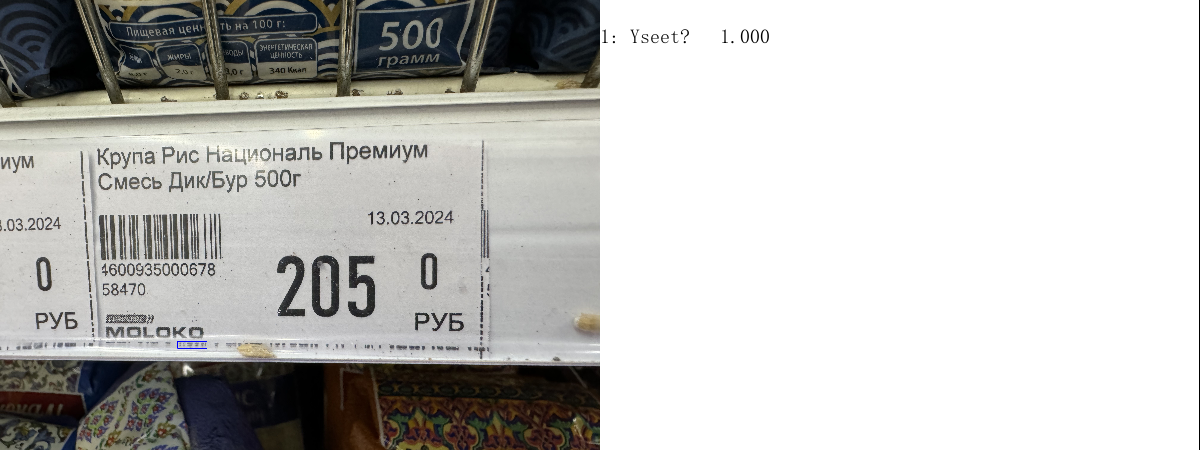 Пищевая ценность на 100 г:
ЖИРЫ
ЭНЕРГЕТИЧЕСКАЯ
ЦЕННОСТЬ
340 Ккал
500
грамм
иум
Крупа Рис Националь Премиум
Смесь Дик/Бур 500г
.03.2024
13.03.2024
4600935000678
58470
0
205
0
РУБ
РУБ
MOLOKO
1: Yseet? 1.000